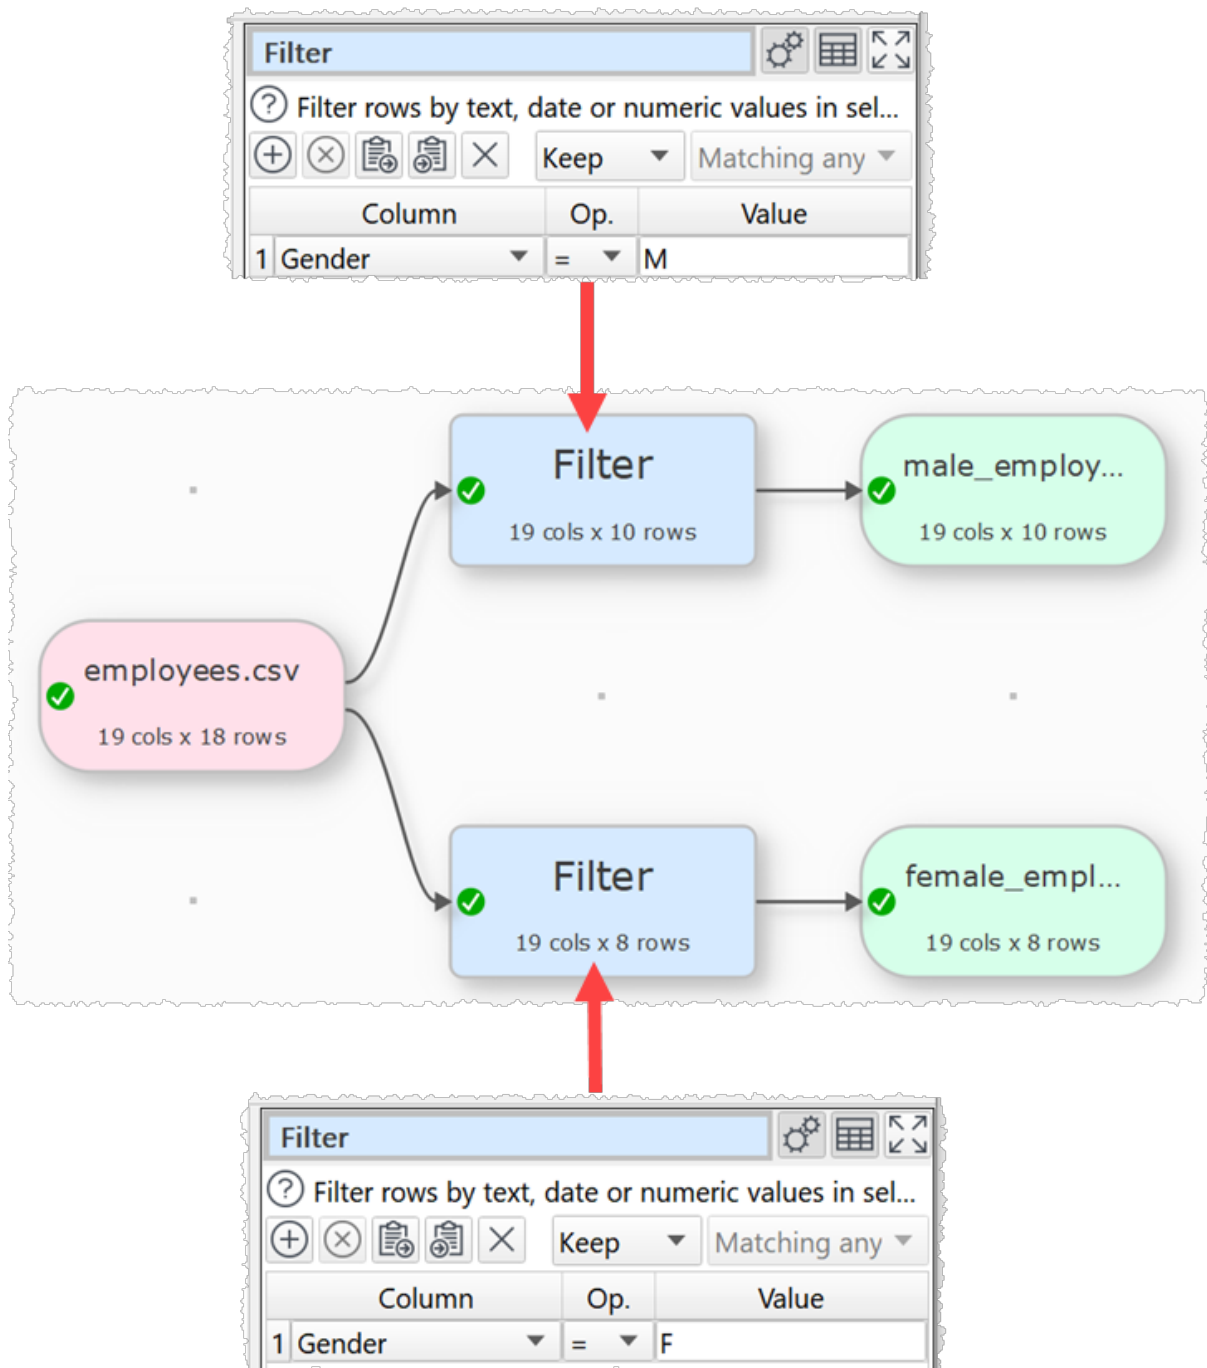 Filter
Filter rows by text, date or numeric values in sel...
Keep Matching any
Column Op. Value
1 Gender = M
Filter
19 cols x 10 rows
male_employ...
19 cols x 10 rows
employees.csv
19 cols x 18 rows
Filter
19 cols x 8 rows
female_empl...
19 cols x 8 rows
Filter
Filter rows by text, date or numeric values in sel...
Keep Matching any
Column Op. Value
1 Gender = F